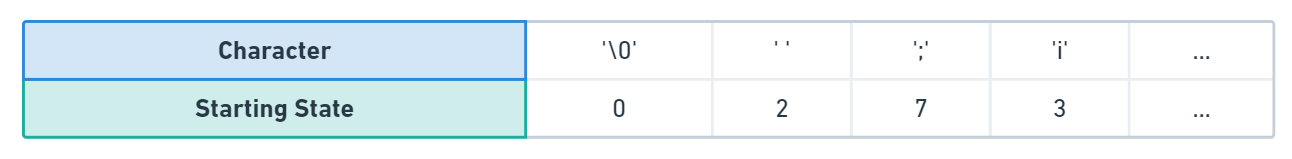 Character '\0' ' ' ';' 'i' ...
Starting State 0 2 7 3 ...